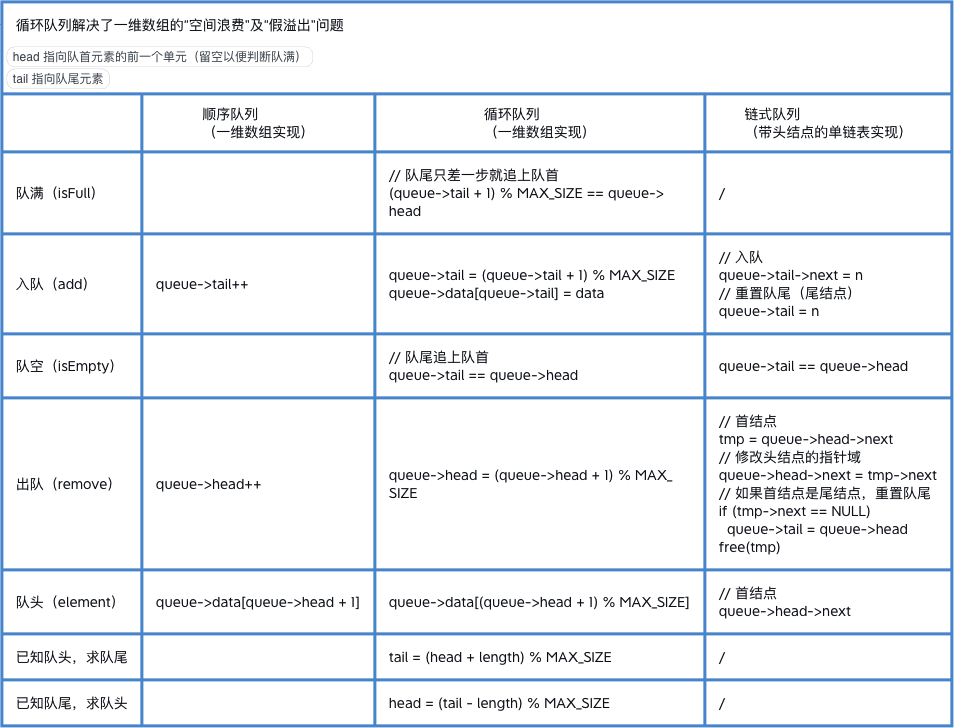 循环队列解决了一维数组的"空间浪费"及"假溢出"问题
head 指向队首元素的前一个单元（留空以便判断队满）
tail 指向队尾元素
顺序队列
（一维数组实现）
循环队列
（一维数组实现）
链式队列
（带头结点的单链表实现）
队满（isFull）
// 队尾只差一步就追上队首
(queue->tail + 1) % MAX_SIZE == queue->
head
/
入队（add）
queue->tail++
queue->tail = (queue->tail + 1) % MAX_SIZE
queue->data[queue->tail] = data
// 入队
queue->tail->next = n
// 重置队尾（尾结点）
queue->tail = n
队空（isEmpty）
// 队尾追上队首
queue->tail == queue->head
queue->tail == queue->head
出队（remove）
queue->head++
queue->head = (queue->head + 1) % MAX_
SIZE
// 首结点
tmp = queue->head->next
// 修改头结点的指针域
queue->head->next = tmp->next
// 如果首结点是尾结点，重置队尾
if (tmp->next == NULL)
queue->tail = queue->head
free(tmp)
队头（element）
queue->data[queue->head + 1]
queue->data[(queue->head + 1) % MAX_SIZE]
// 首结点
queue->head->next
已知队头，求队尾
tail = (head + length) % MAX_SIZE
/
已知队尾，求队头
head = (tail - length) % MAX_SIZE
/